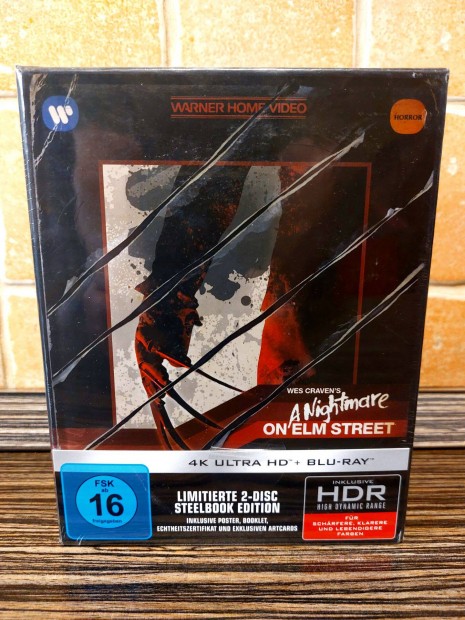 WARNER HOME VIDEO
HORROR
WES CRAVEN'S
A Nightmare
ON ELM STREET
4K ULTRA HD™ + BLU-RAY™
FSK
ab
16
freigegeben
LIMITIERTE 2-DISC
STEELBOOK EDITION
INKLUSIVE POSTER, BOOKLET,
ECHTHEITSZERTIFIKAT UND EXKLUSIVEN ARTCARDS
INKLUSIVE
HDR
HIGH DYNAMIC RANGE
FÜR
SCHÄRFERE, KLARERE
UND LEBENDIGERE
FARBEN